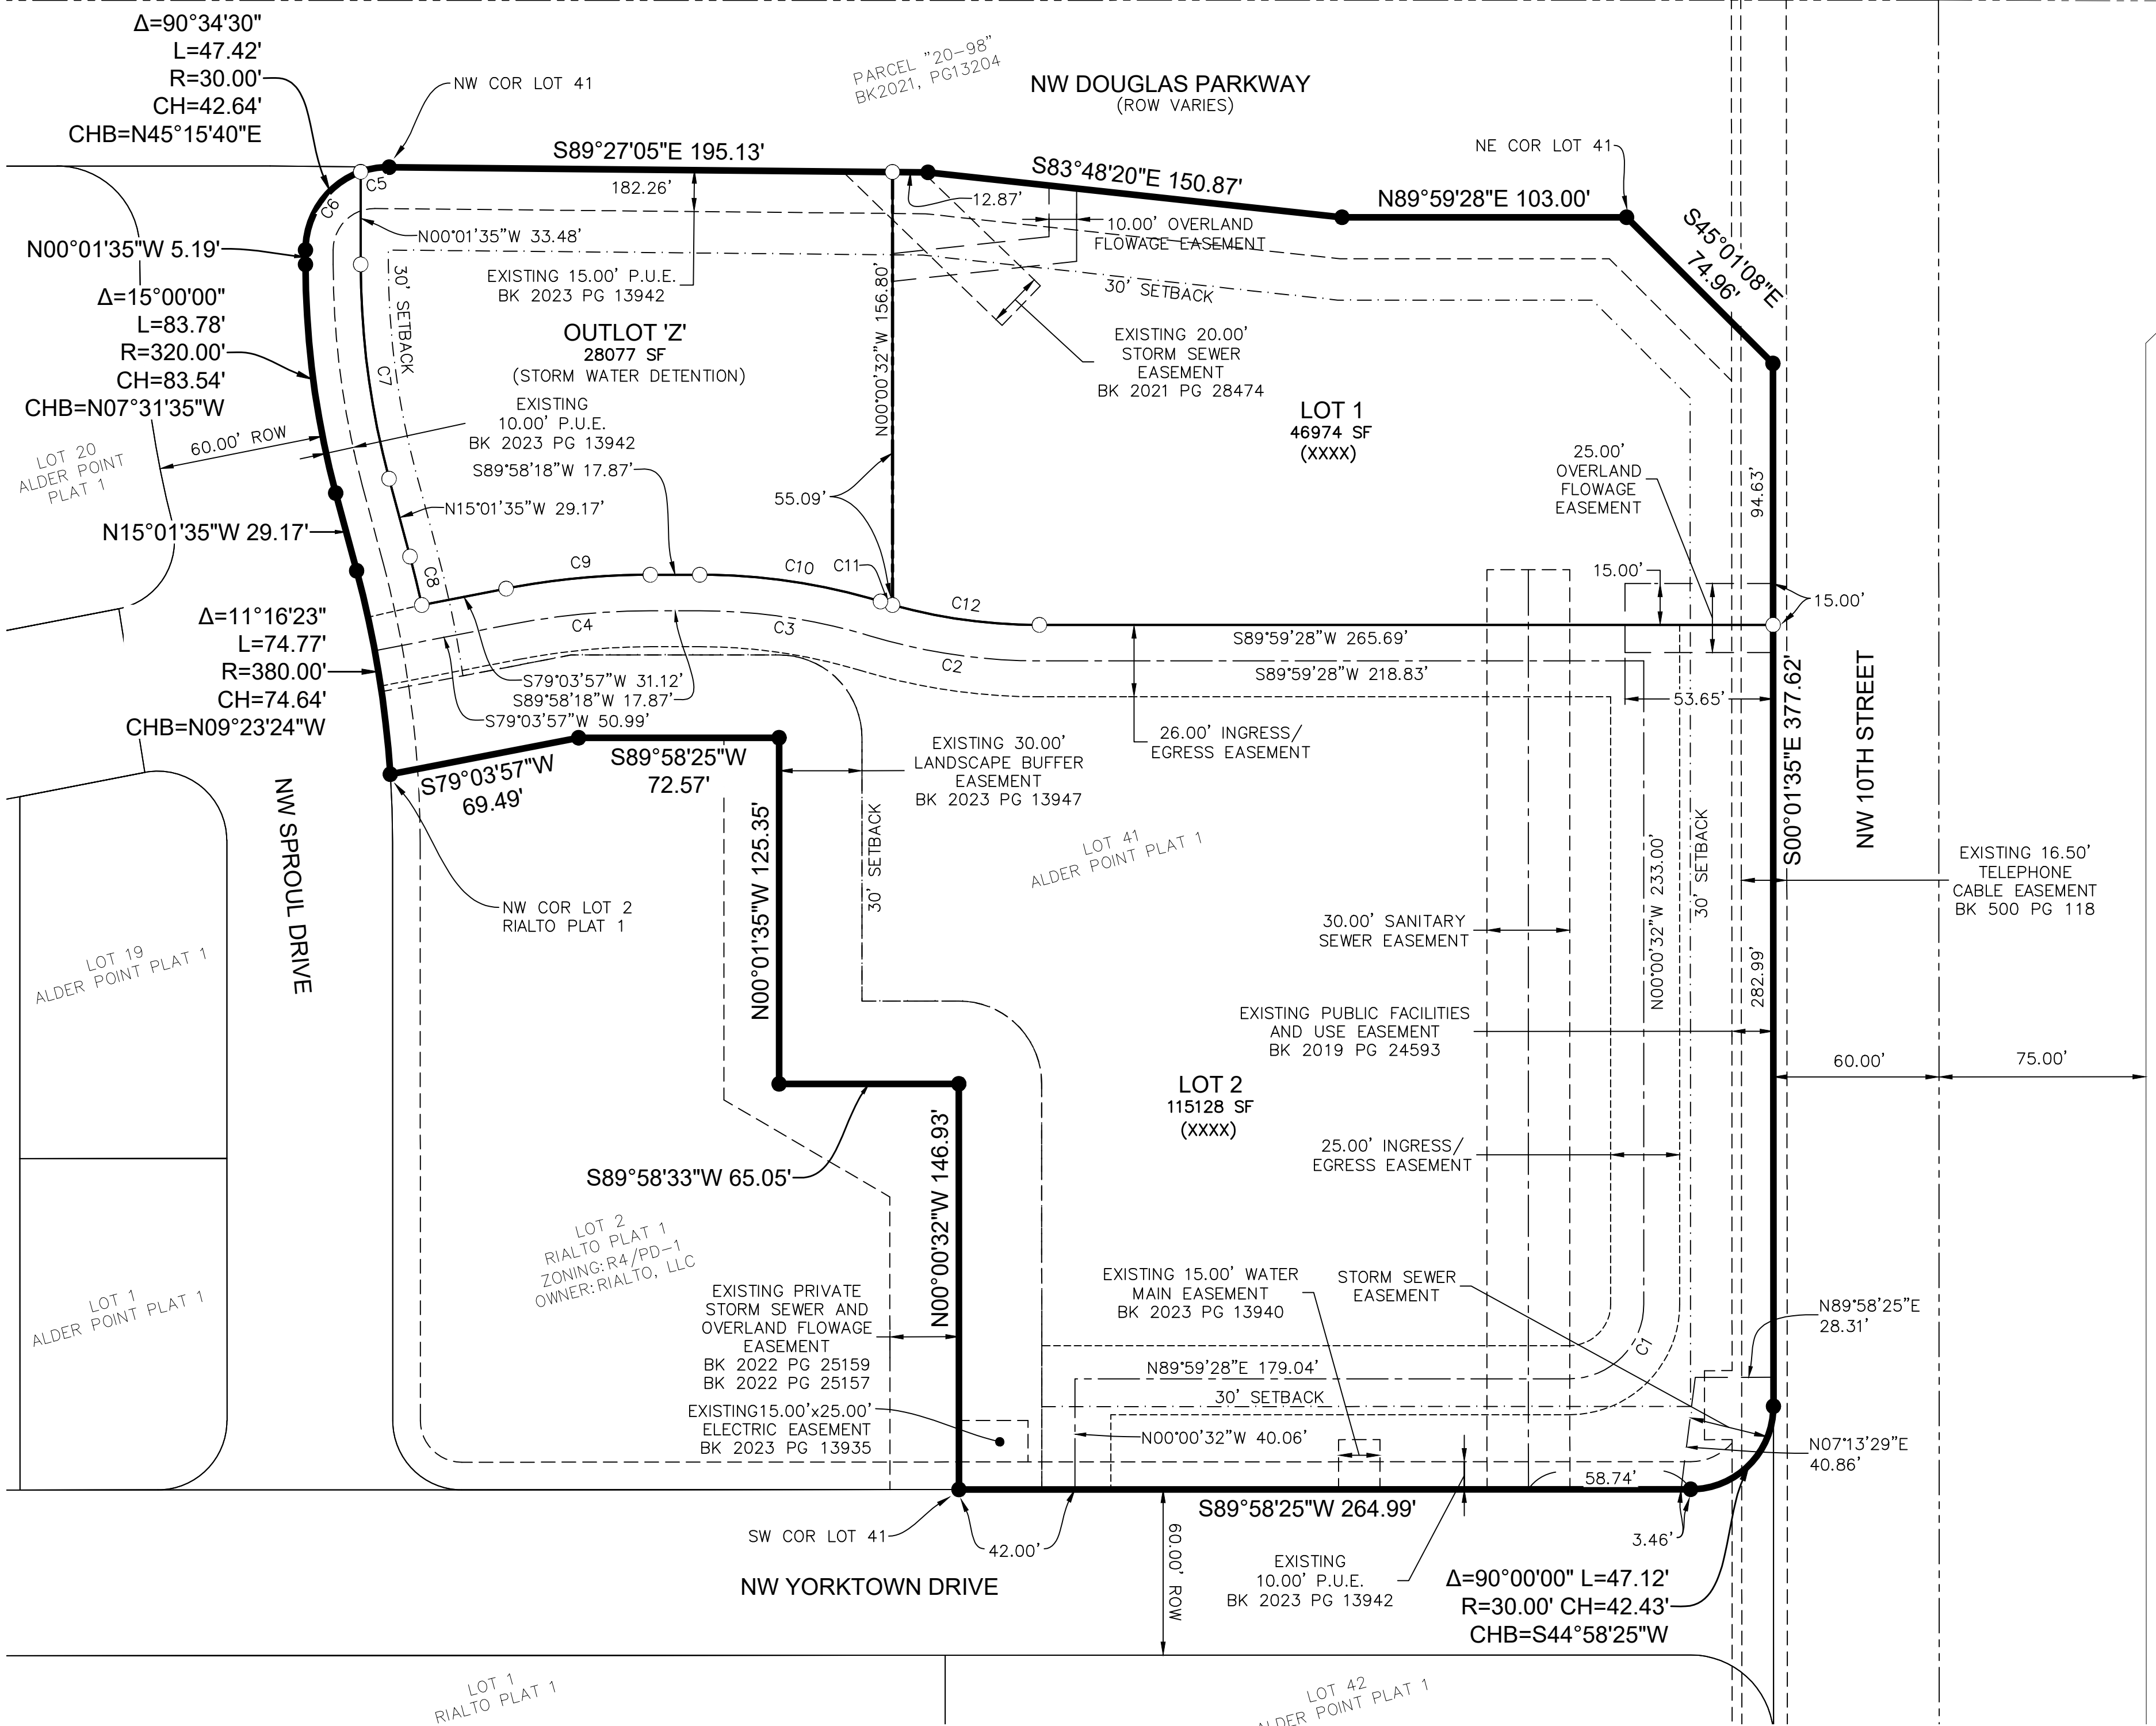 Δ=90°34'30"
L=47.42'
R=30.00'
CH=42.64'
CHB=N45°15'40"E
NW COR LOT 41
PARCEL "20-98"
BK2021, PG13204
NW DOUGLAS PARKWAY
(ROW VARIES)
NE COR LOT 41
S89°27'05"E 195.13'
182.26'
S83°48'20"E 150.87'
12.87'
N89°59'28"E 103.00'
S45°01'08"E
74.96'
C5
C6
N00°01'35"W 33.48'
10.00' OVERLAND
FLOWAGE EASEMENT
N00°01'35"W 5.19'
EXISTING 15.00' P.U.E.
BK 2023 PG 13942
30' SETBACK
30' SETBACK
Δ=15°00'00"
L=83.78'
R=320.00'
CH=83.54'
CHB=N07°31'35"W
OUTLOT 'Z'
28077 SF
(STORM WATER DETENTION)
N00°00'32"W 156.80'
EXISTING 20.00'
STORM SEWER
EASEMENT
BK 2021 PG 28474
C7
LOT 1
46974 SF
(XXXX)
EXISTING
10.00' P.U.E.
BK 2023 PG 13942
60.00' ROW
LOT 20
ALDER POINT
PLAT 1
S89°58'18"W 17.87'
55.09'
25.00'
OVERLAND
FLOWAGE
EASEMENT
94.63'
N15°01'35"W 29.17'
N15°01'35"W 29.17'
C8
C9
C10
C11
C12
15.00'
15.00'
Δ=11°16'23"
L=74.77'
R=380.00'
CH=74.64'
CHB=N09°23'24"W
C4
C3
C2
S89°59'28"W 265.69'
S89°59'28"W 218.83'
S79°03'57"W 31.12'
S89°58'18"W 17.87'
S79°03'57"W 50.99'
53.65'
S00°01'35"E 377.62'
NW 10TH STREET
26.00' INGRESS/
EGRESS EASEMENT
S79°03'57"W
69.49'
S89°58'25"W
72.57'
EXISTING 30.00'
LANDSCAPE BUFFER
EASEMENT
BK 2023 PG 13947
NW SPROUL DRIVE
N00°01'35"W 125.35'
30' SETBACK
LOT 41
ALDER POINT PLAT 1
N00°00'32"W 233.00'
30' SETBACK
EXISTING 16.50'
TELEPHONE
CABLE EASEMENT
BK 500 PG 118
NW COR LOT 2
RIALTO PLAT 1
30.00' SANITARY
SEWER EASEMENT
LOT 19
ALDER POINT PLAT 1
282.99'
EXISTING PUBLIC FACILITIES
AND USE EASEMENT
BK 2019 PG 24593
60.00'
75.00'
LOT 2
115128 SF
(XXXX)
S89°58'33"W 65.05'
N00°00'32"W 146.93'
25.00' INGRESS/
EGRESS EASEMENT
LOT 2
RIALTO PLAT 1
ZONING:R4/PD-1
OWNER:RIALTO, LLC
LOT 1
ALDER POINT PLAT 1
EXISTING PRIVATE
STORM SEWER AND
OVERLAND FLOWAGE
EASEMENT
BK 2022 PG 25159
BK 2022 PG 25157
EXISTING 15.00' WATER
MAIN EASEMENT
BK 2023 PG 13940
STORM SEWER
EASEMENT
N89°58'25"E
28.31'
C1
N89°59'28"E 179.04'
30' SETBACK
EXISTING15.00'x25.00'
ELECTRIC EASEMENT
BK 2023 PG 13935
N00°00'32"W 40.06'
N07°13'29"E
40.86'
58.74'
S89°58'25"W 264.99'
SW COR LOT 41
42.00'
3.46'
60.00' ROW
NW YORKTOWN DRIVE
EXISTING
10.00' P.U.E.
BK 2023 PG 13942
Δ=90°00'00" L=47.12'
R=30.00' CH=42.43'
CHB=S44°58'25"W
LOT 1
RIALTO PLAT 1
LOT 42
ALDER POINT PLAT 1